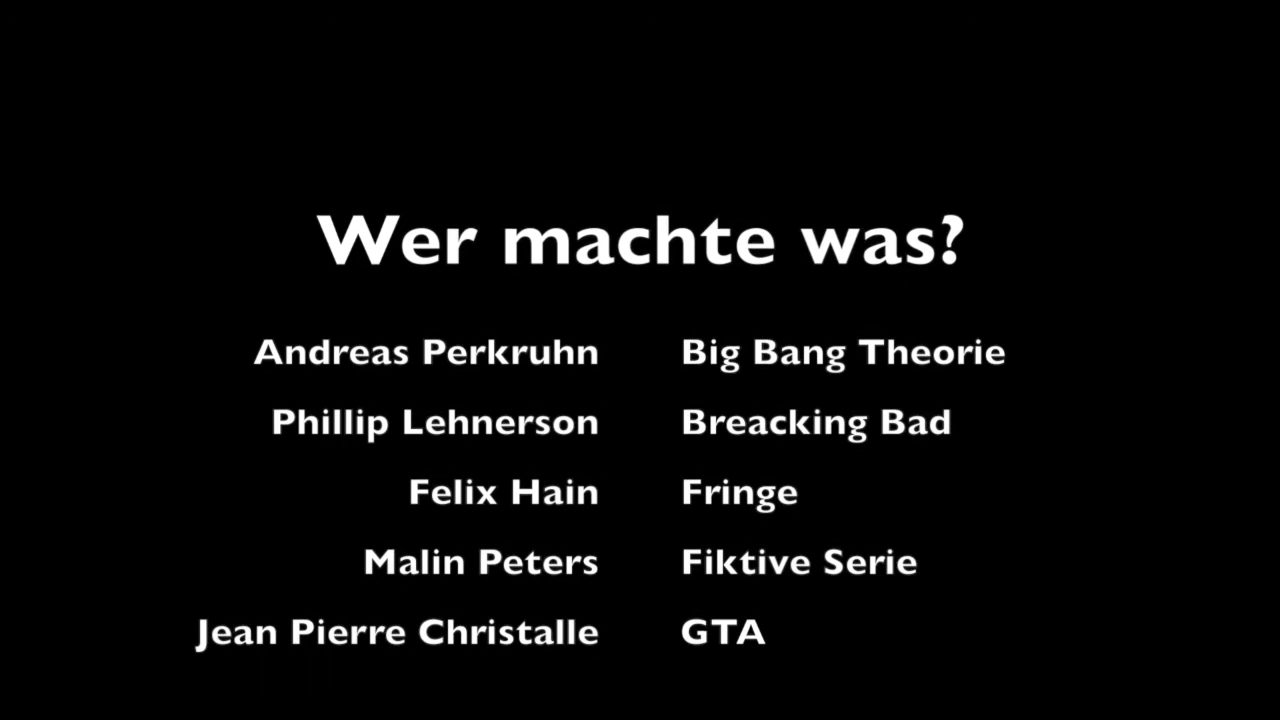 Wer machte was?
Andreas Perkruhn Big Bang Theorie
Phillip Lehnerson Breacking Bad
Felix Hain Fringe
Malin Peters Fiktive Serie
Jean Pierre Christalle GTA